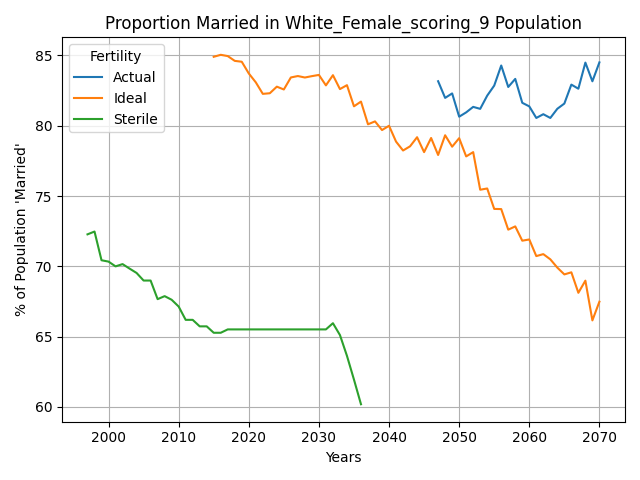 Proportion Married in White_Female_scoring_9 Population
Fertility
Actual
Ideal
Sterile
% of Population 'Married'
85
80
75
70
65
60
2000
2010
2020
2030
2040
2050
2060
2070
Years